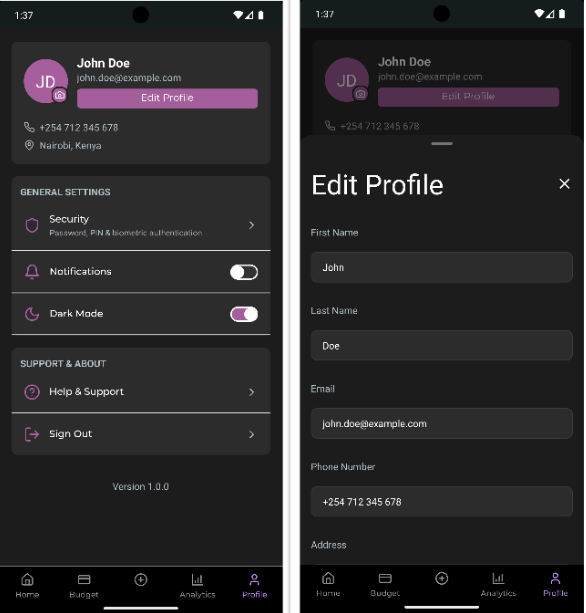 1:37
JD
John Doe
john.doe@example.com
Edit Profile
+254 712 345 678
Nairobi, Kenya
GENERAL SETTINGS
Security
Password, PIN & biometric authentication
Notifications
Dark Mode
SUPPORT & ABOUT
Help & Support
Sign Out
Version 1.0.0
Home
Budget
Analytics
Profile
1:37
JD
John Doe
john.doe@example.com
Edit Profile
+254 712 345 678
Edit Profile
First Name
John
Last Name
Doe
Email
john.doe@example.com
Phone Number
+254 712 345 678
Address
Home
Budget
Analytics
Profile